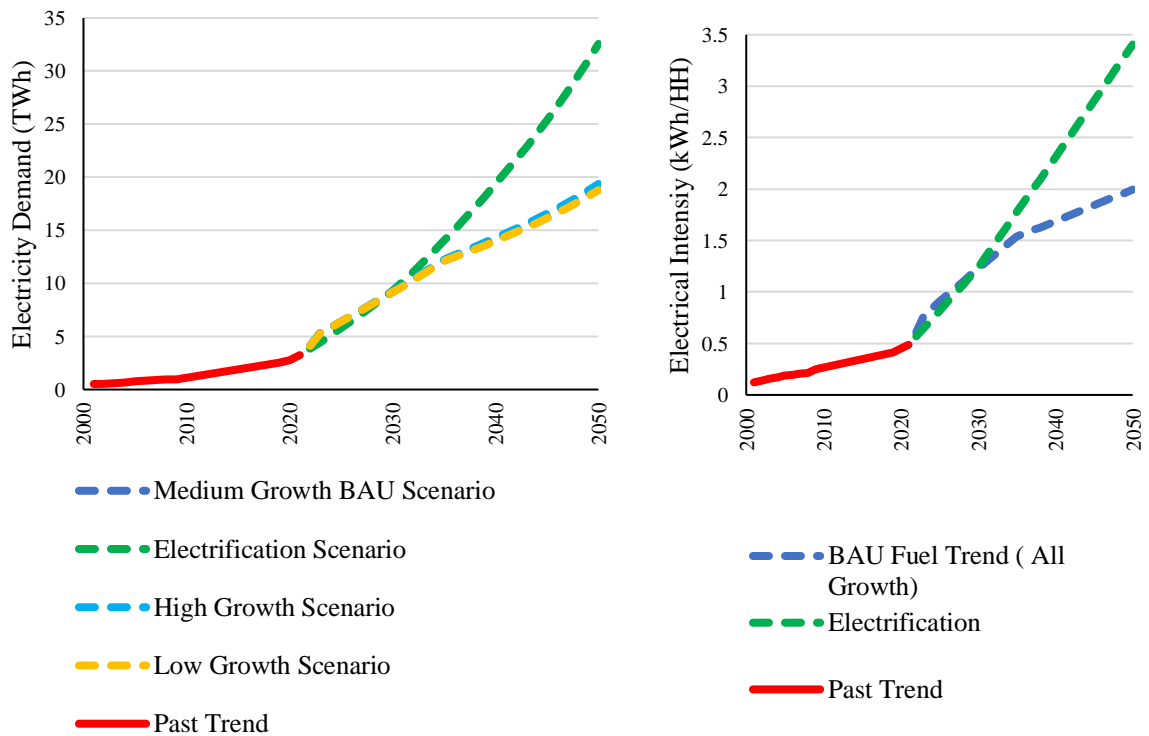 Electricity Demand (TWh)
35
30
25
20
15
10
5
0
2000
2010
2020
2030
2040
2050
Medium Growth BAU Scenario
Electrification Scenario
High Growth Scenario
Low Growth Scenario
Past Trend
Electrical Intensiy (kWh/HH)
3.5
3
2.5
2
1.5
1
0.5
0
2000
2010
2020
2030
2040
2050
BAU Fuel Trend ( All
Growth)
Electrification
Past Trend